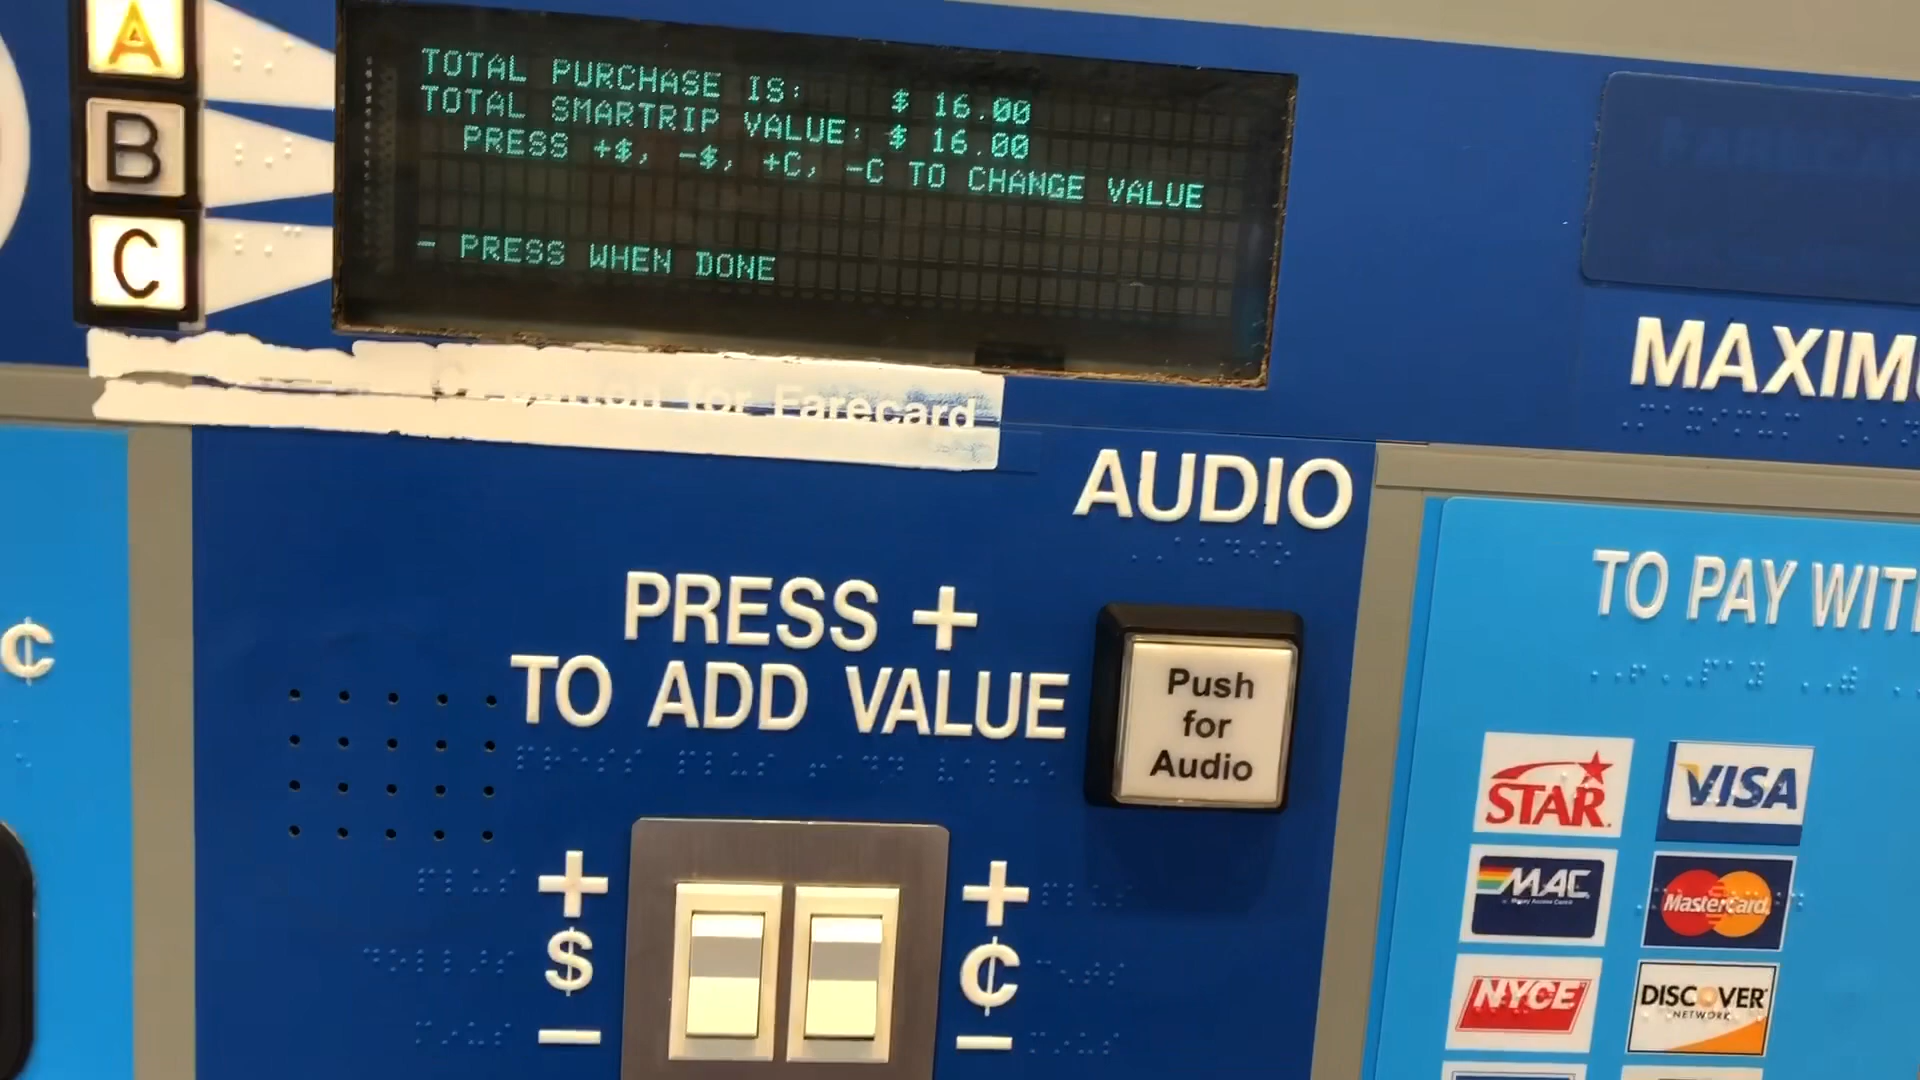 A
B
C
TOTAL PURCHASE IS: $ 16.00
TOTAL SMARTRIP VALUE: $ 16.00
PRESS +$, -$, +C, -C TO CHANGE VALUE
- PRESS WHEN DONE
for Farecard
MAXIMU
AUDIO
PRESS +
TO ADD VALUE
Push
for
Audio
¢
+
$
−
+
¢
−
TO PAY WIT
STAR
VISA
MAC
MasterCard
NYCE
DISCOVER
NETWORK